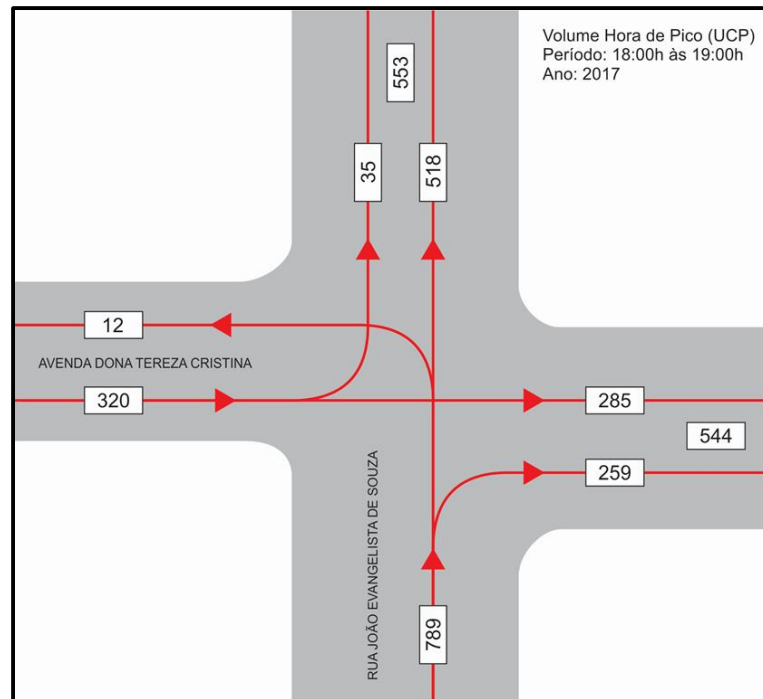 Volume Hora de Pico (UCP)
Período: 18:00h às 19:00h
Ano: 2017
553
35
518
12
AVENDA DONA TEREZA CRISTINA
320
285
544
259
RUA JOÃO EVANGELISTA DE SOUZA
789